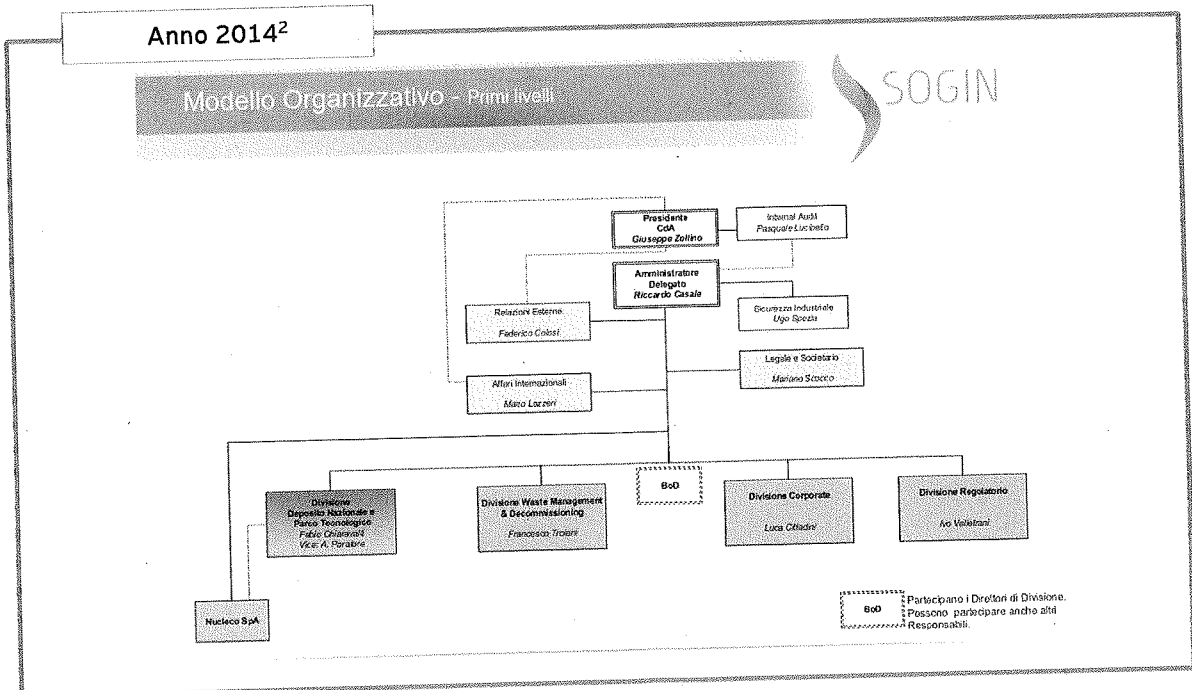 Anno 2014²
Modello Organizzativo - Primi livelli
SOGIN
Presidente
CdA
Giuseppe Zollino
Internal Audit
Pasquale Lucibello
Amministratore
Delegato
Riccardo Casale
Relazioni Esterne
Federico Colosi
Sicurezza Industriale
Ugo Spezia
Legale e Societario
Mariano Scocco
Affari Internazionali
Marco
Divisione
Deposito Nazionale e
Parco Tecnologico
Fabio Chiaravalli
Vice: A.
Divisione Waste Management
& Decommissioning
Francesco Troiani
BoD
Divisione Corporate
Luca Cittadini
Divisione Regolatorio
Ivo Velletrani
Nucleco SpA
BoD
Partecipano i Direttori di Divisione.
Possono partecipare anche altri
Responsabili.